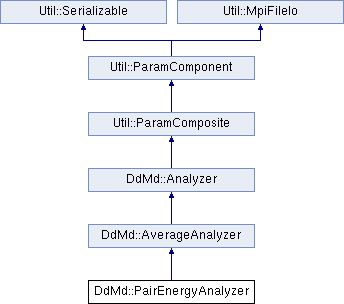 Util::Serializable
Util::MpiFileIo
Util::ParamComponent
Util::ParamComposite
DdMd::Analyzer
DdMd::AverageAnalyzer
DdMd::PairEnergyAnalyzer